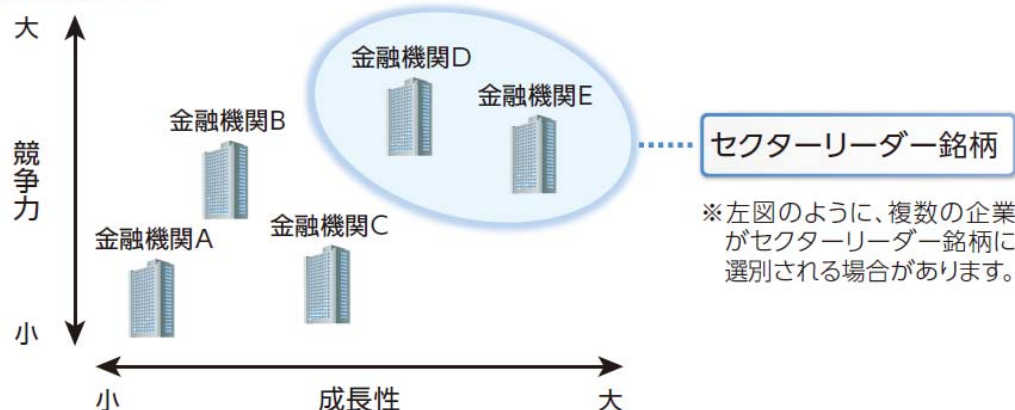 大
競争力
小
金融機関D
金融機関E
金融機関B
金融機関A
金融機関C
小
成長性
大
セクターリーダー銘柄
※左図のように、複数の企業
がセクターリーダー銘柄に
選別される場合があります。